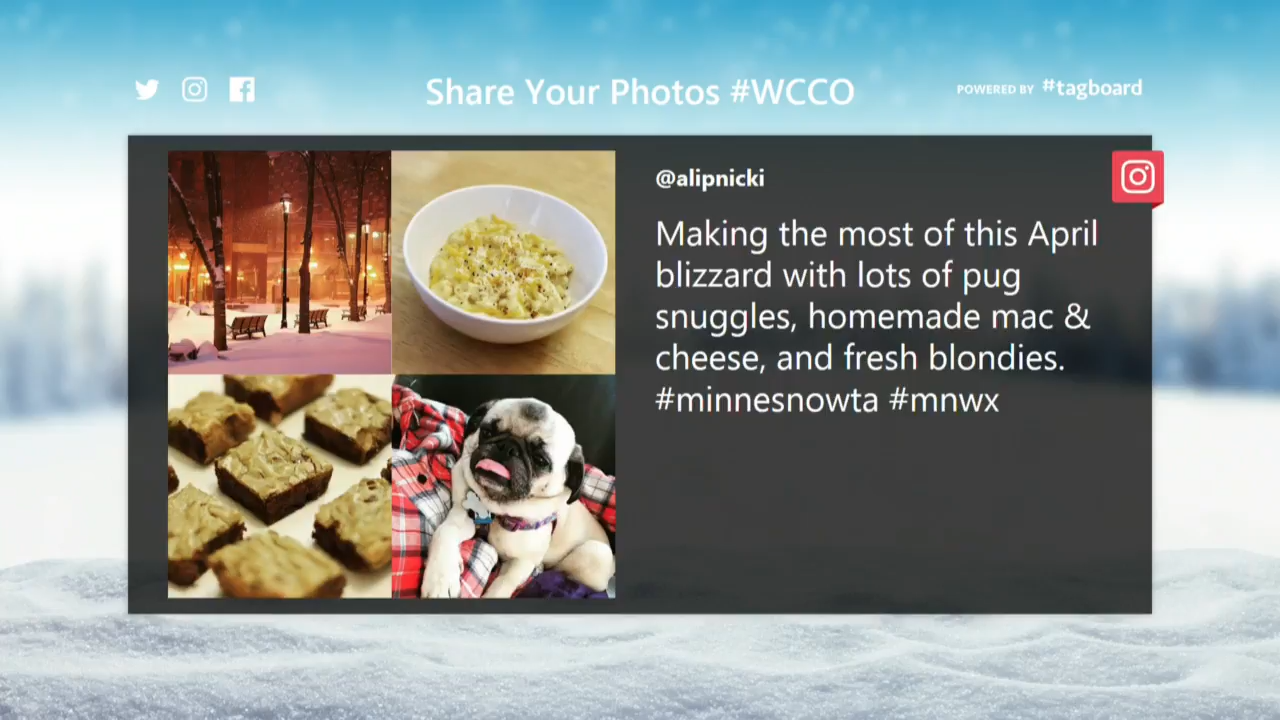 Share Your Photos #WCCO
POWERED BY #tagboard
@alipnicki
Making the most of this April
blizzard with lots of pug
snuggles, homemade mac &
cheese, and fresh blondies.
#minnesnowta #mnwx